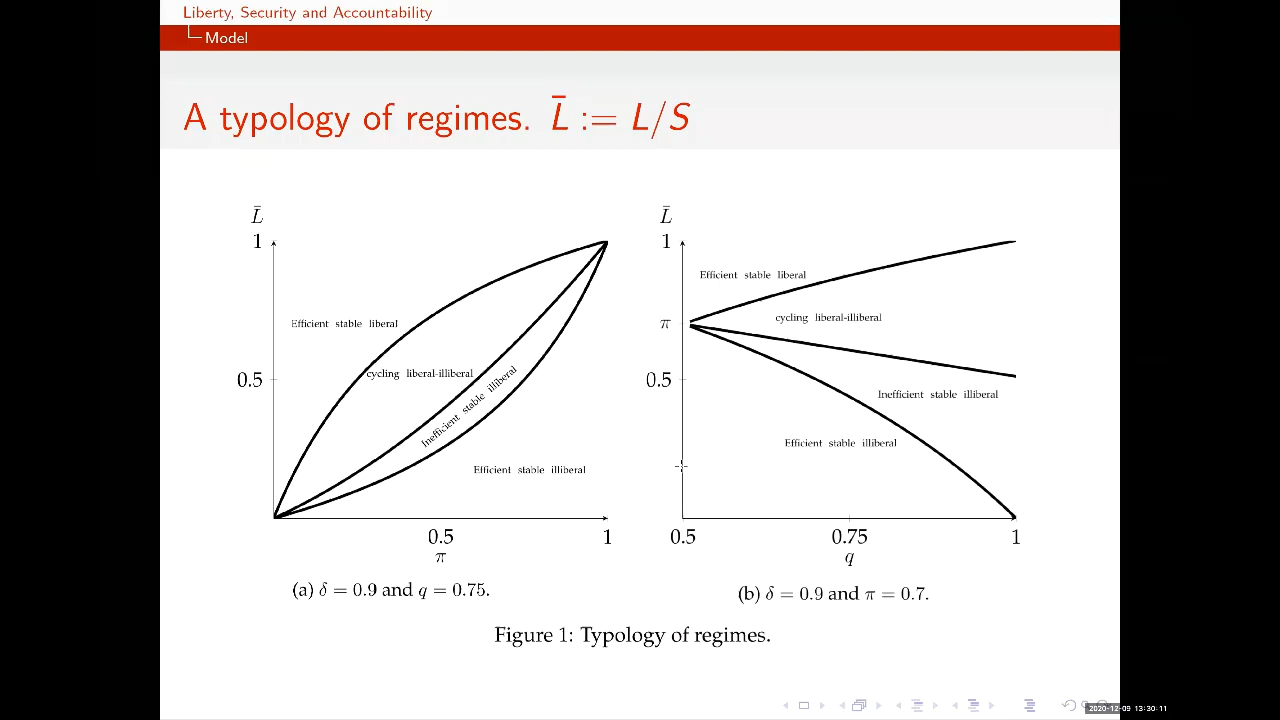 Liberty, Security and Accountability
Model
A typology of regimes. L̄ := L/S
L̄
1
0.5
Efficient stable liberal
cycling liberal-illiberal
Inefficient stable illiberal
Efficient stable illiberal
0.5
1
π
(a) δ = 0.9 and q = 0.75.
L̄
1
π
0.5
Efficient stable liberal
cycling liberal-illiberal
Inefficient stable illiberal
Efficient stable illiberal
0.5
0.75
1
q
(b) δ = 0.9 and π = 0.7.
Figure 1: Typology of regimes.
2020-12-09 13:30:11